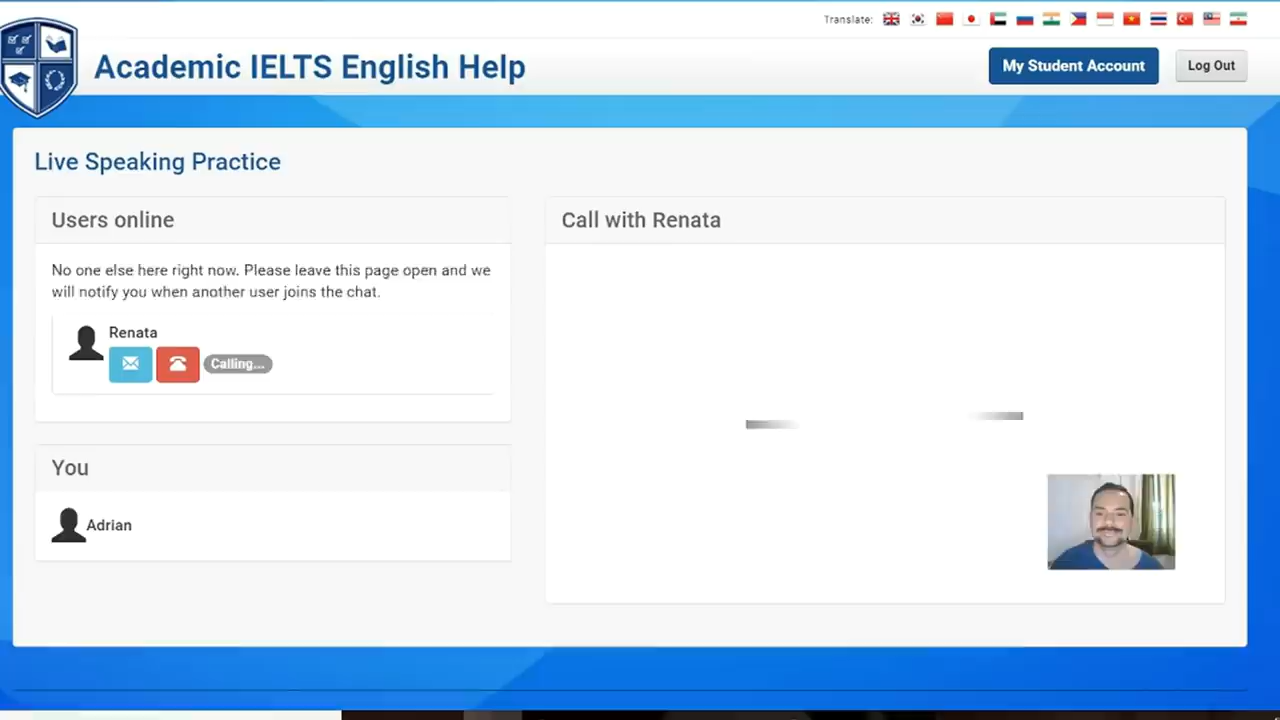 Translate:
Academic IELTS English Help
My Student Account
Log Out
Live Speaking Practice
Users online
No one else here right now. Please leave this page open and we
will notify you when another user joins the chat.
Renata
Calling...
You
Adrian
Call with Renata